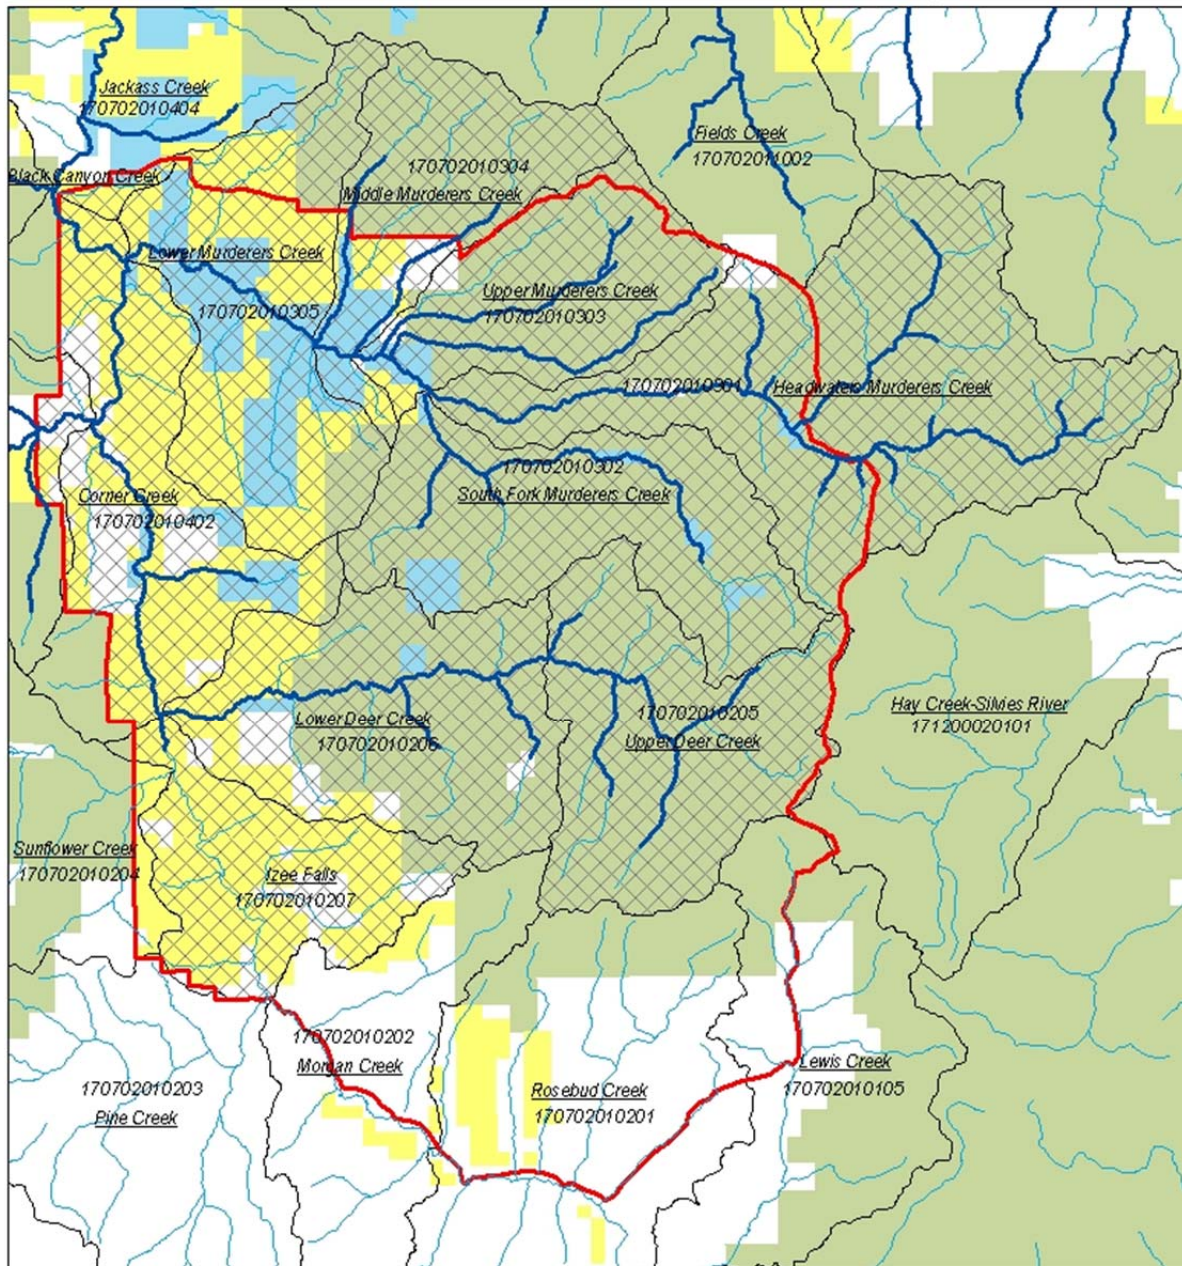 Jackass Creek
170702010404
Fields Creek
170702011002
170702010304
Middle Murderers Creek
Black Canyon Creek
Lower Murderers Creek
170702010305
Upper Murderers Creek
170702010303
170702010301
Headwaters Murderers Creek
170702010302
South Fork Murderers Creek
Corner Creek
170702010402
Hay Creek-Silvies River
171200020101
170702010205
Upper Deer Creek
Lower Deer Creek
170702010206
Sunflower Creek
170702010204
Izee Falls
170702010207
170702010202
Morgan Creek
170702010203
Pine Creek
Rosebud Creek
170702010201
Lewis Creek
170702010105